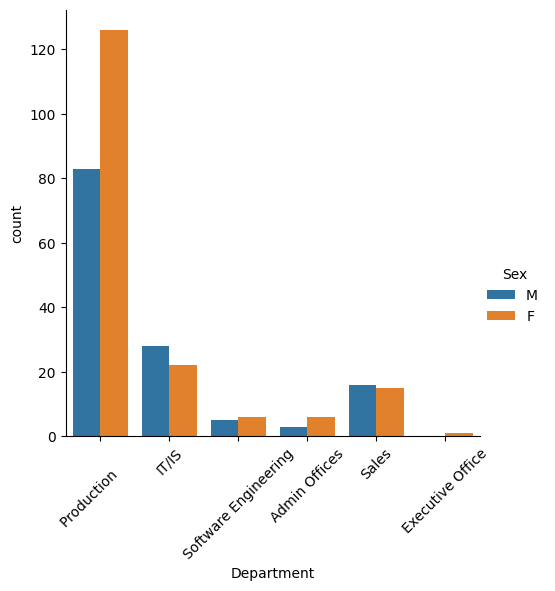 120
100
80
60
40
20
0
count
Production
IT/IS
Software Engineering
Admin Offices
Sales
Executive Office
Department
Sex
M
F